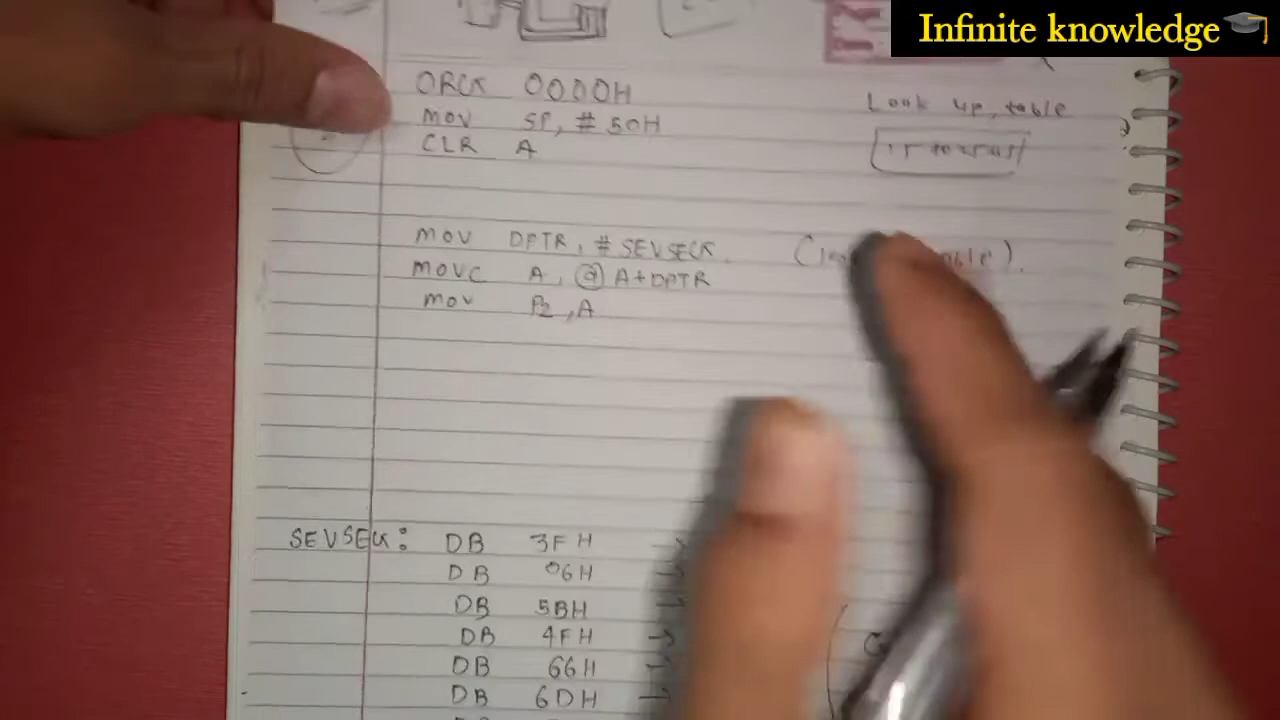 Infinite knowledge
ORG 0000H
MOV SP, #50H
CLR A
Look up, table
MOV DPTR, #SEVSEG
MOVC A, @A+DPTR
MOV P2, A
SEVSEG: DB 3FH
DB 06H
DB 5BH
DB 4FH
DB 66H
DB 6DH